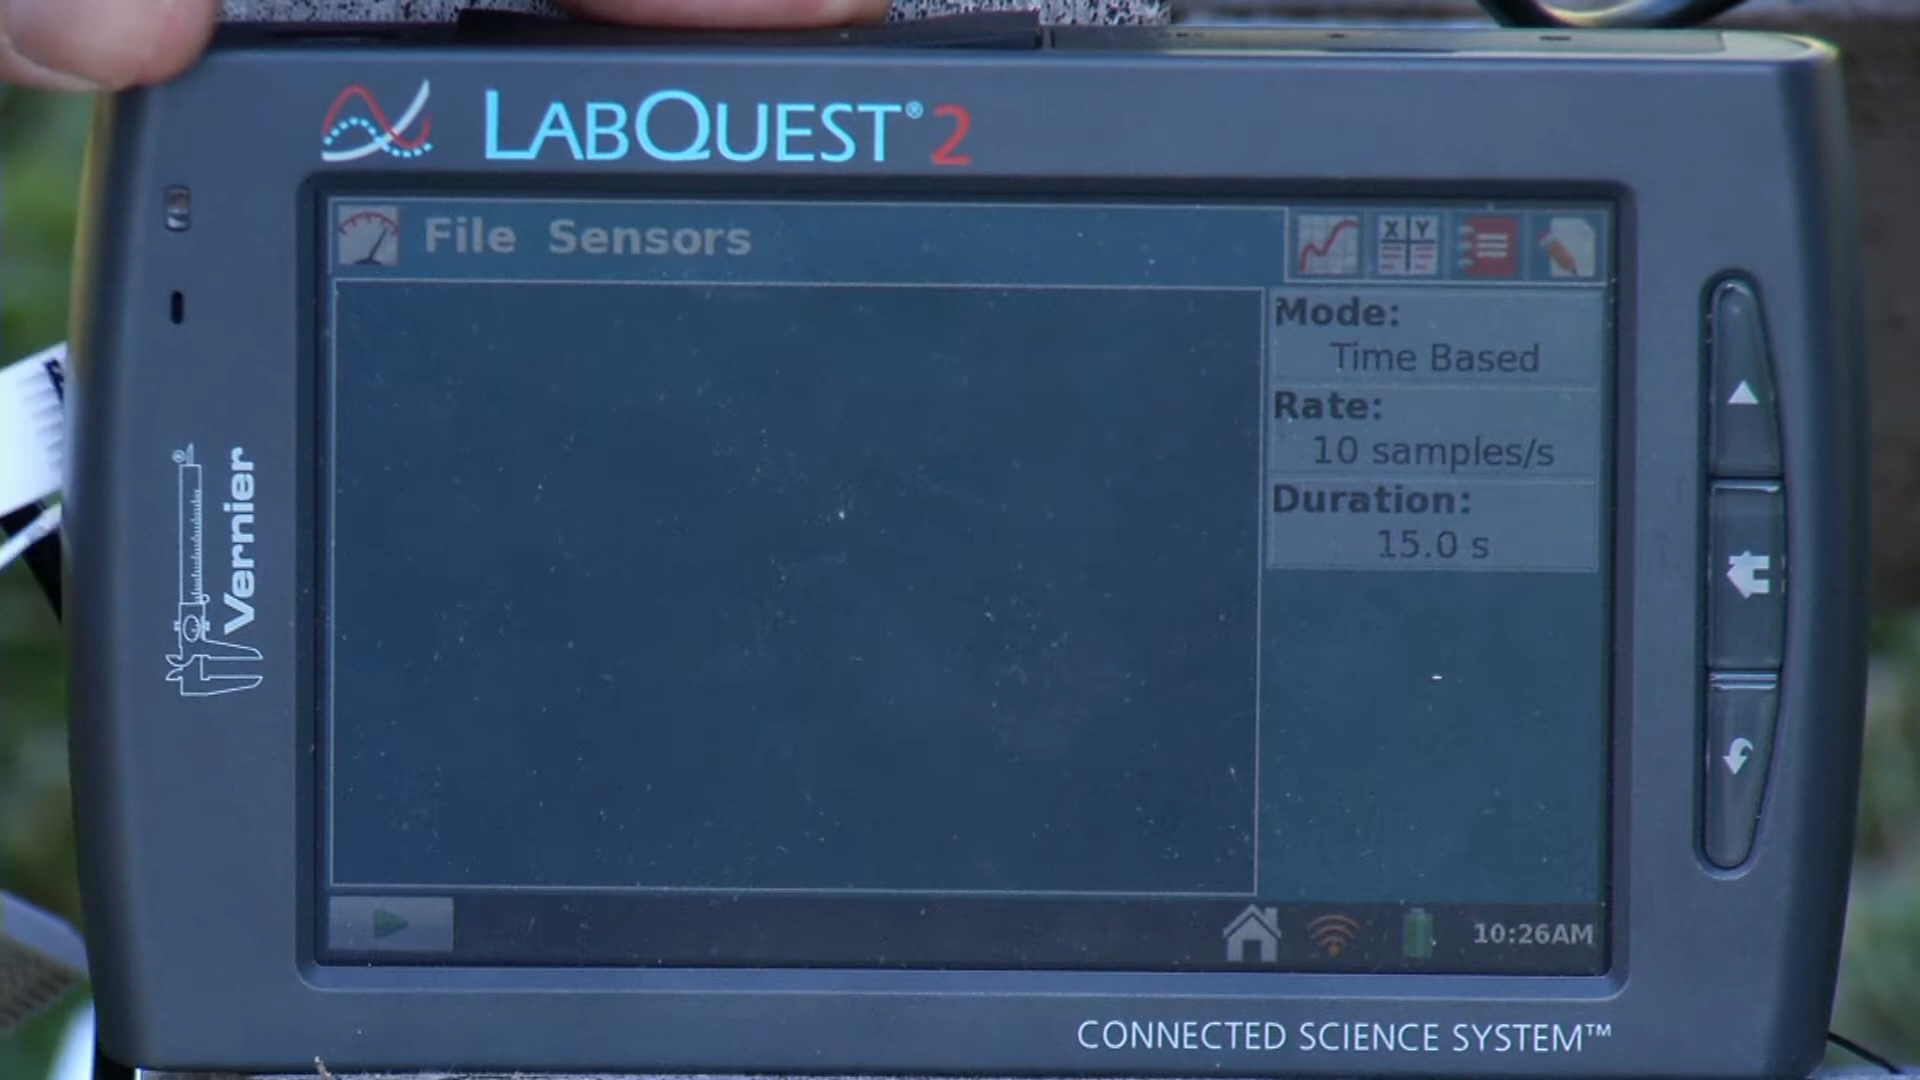 LABQUEST® 2
File Sensors
X Y
Mode:
Time Based
Rate:
10 samples/s
Duration:
15.0 s
Vernier®
10:26AM
CONNECTED SCIENCE SYSTEM™